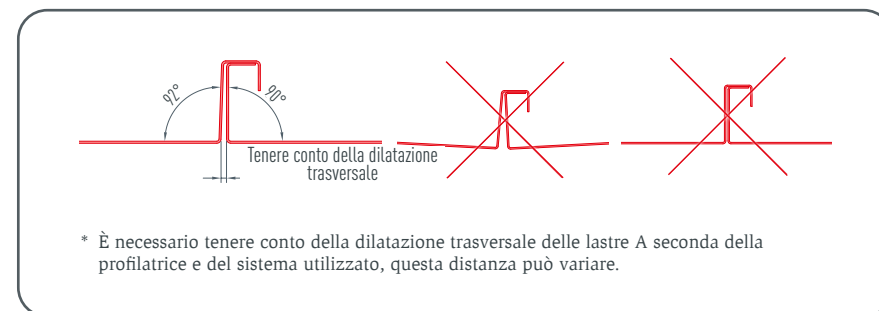 92°
90°
Tenere conto della dilatazione
trasversale
* È necessario tenere conto della dilatazione trasversale delle lastre A seconda della
profilatrice e del sistema utilizzato, questa distanza può variare.